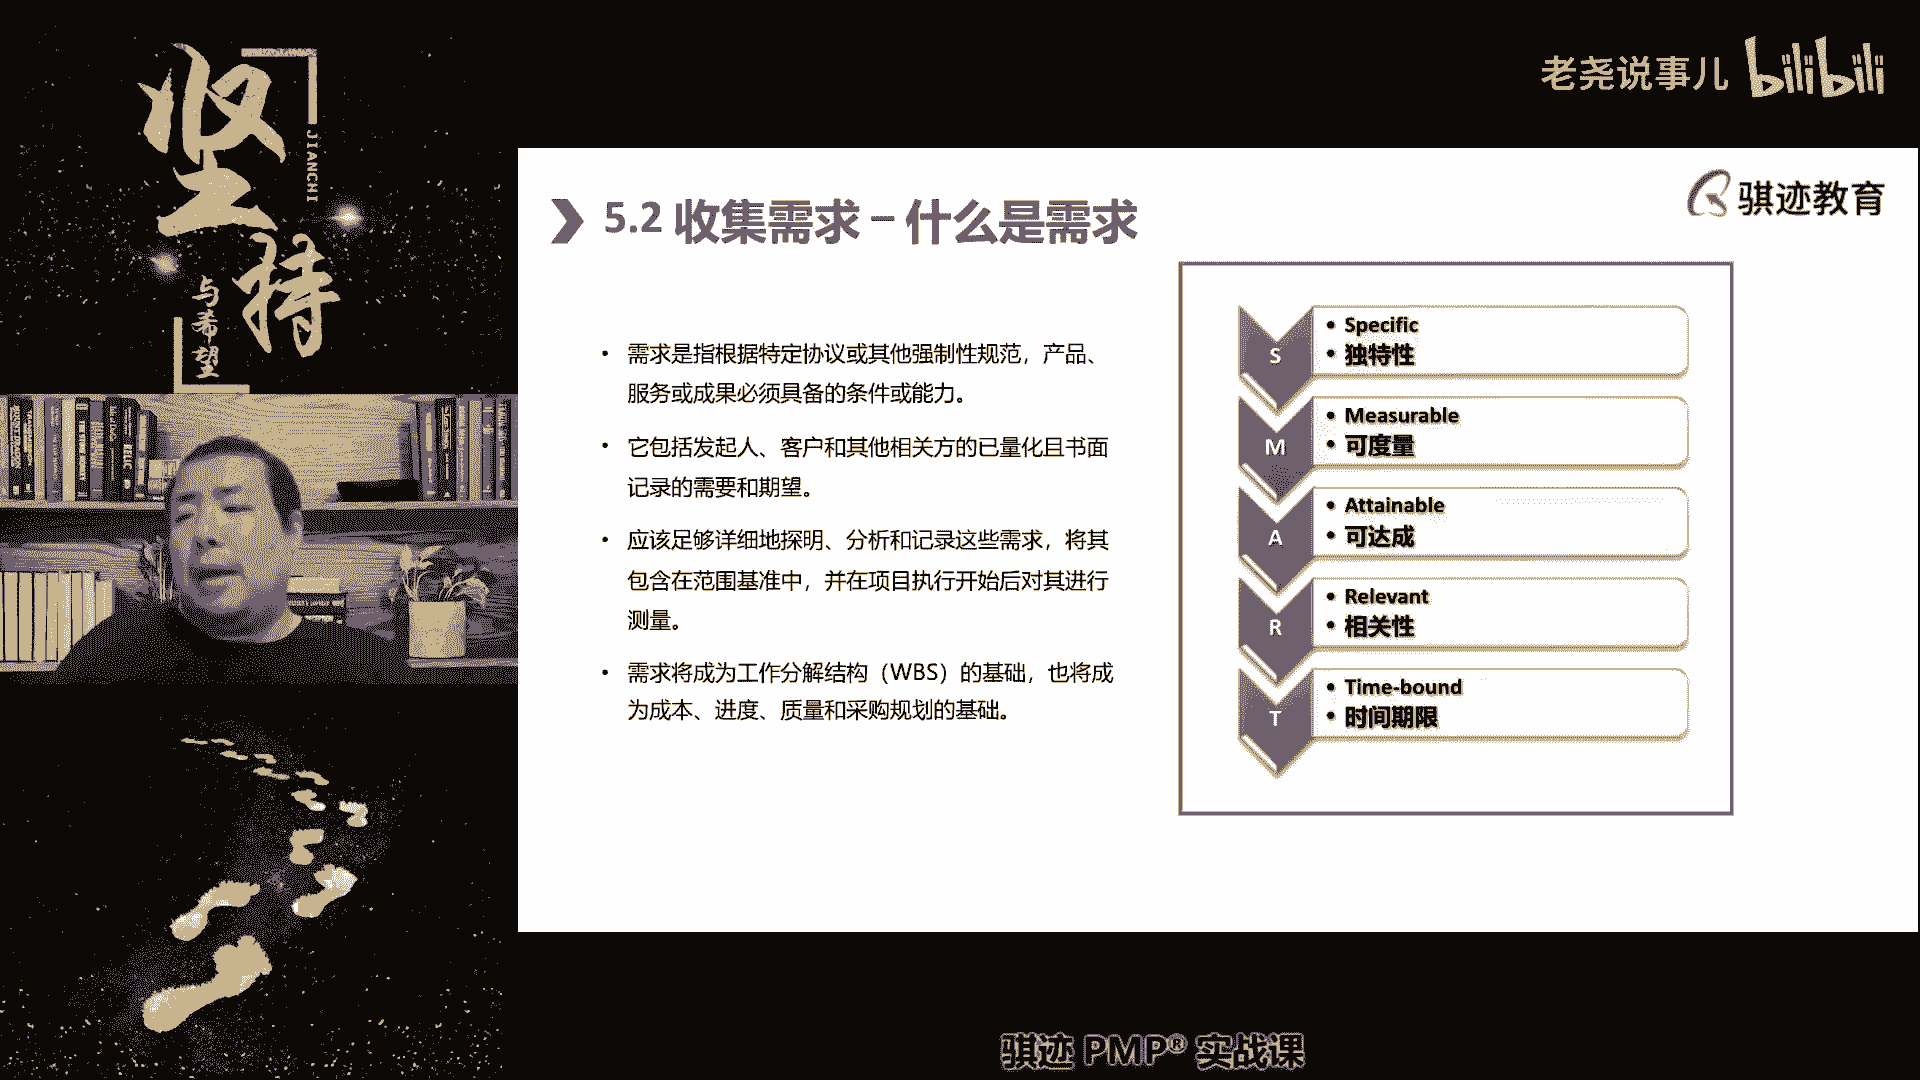 坚持
JIANCHI
与希望
老尧说事儿 bilibili
骐迹教育
5.2 收集需求 – 什么是需求
• 需求是指根据特定协议或其他强制性规范，产品、
服务或成果必须具备的条件或能力。
• 它包括发起人、客户和其他相关方的已量化且书面
记录的需要和期望。
• 应该足够详细地探明、分析和记录这些需求，将其
包含在范围基准中，并在项目执行开始后对其进行
测量。
• 需求将成为工作分解结构（WBS）的基础，也将成
为成本、进度、质量和采购规划的基础。
S
• Specific
• 独特性
M
• Measurable
• 可度量
A
• Attainable
• 可达成
R
• Relevant
• 相关性
T
• Time-bound
• 时间期限
骐迹 PMP® 实战课